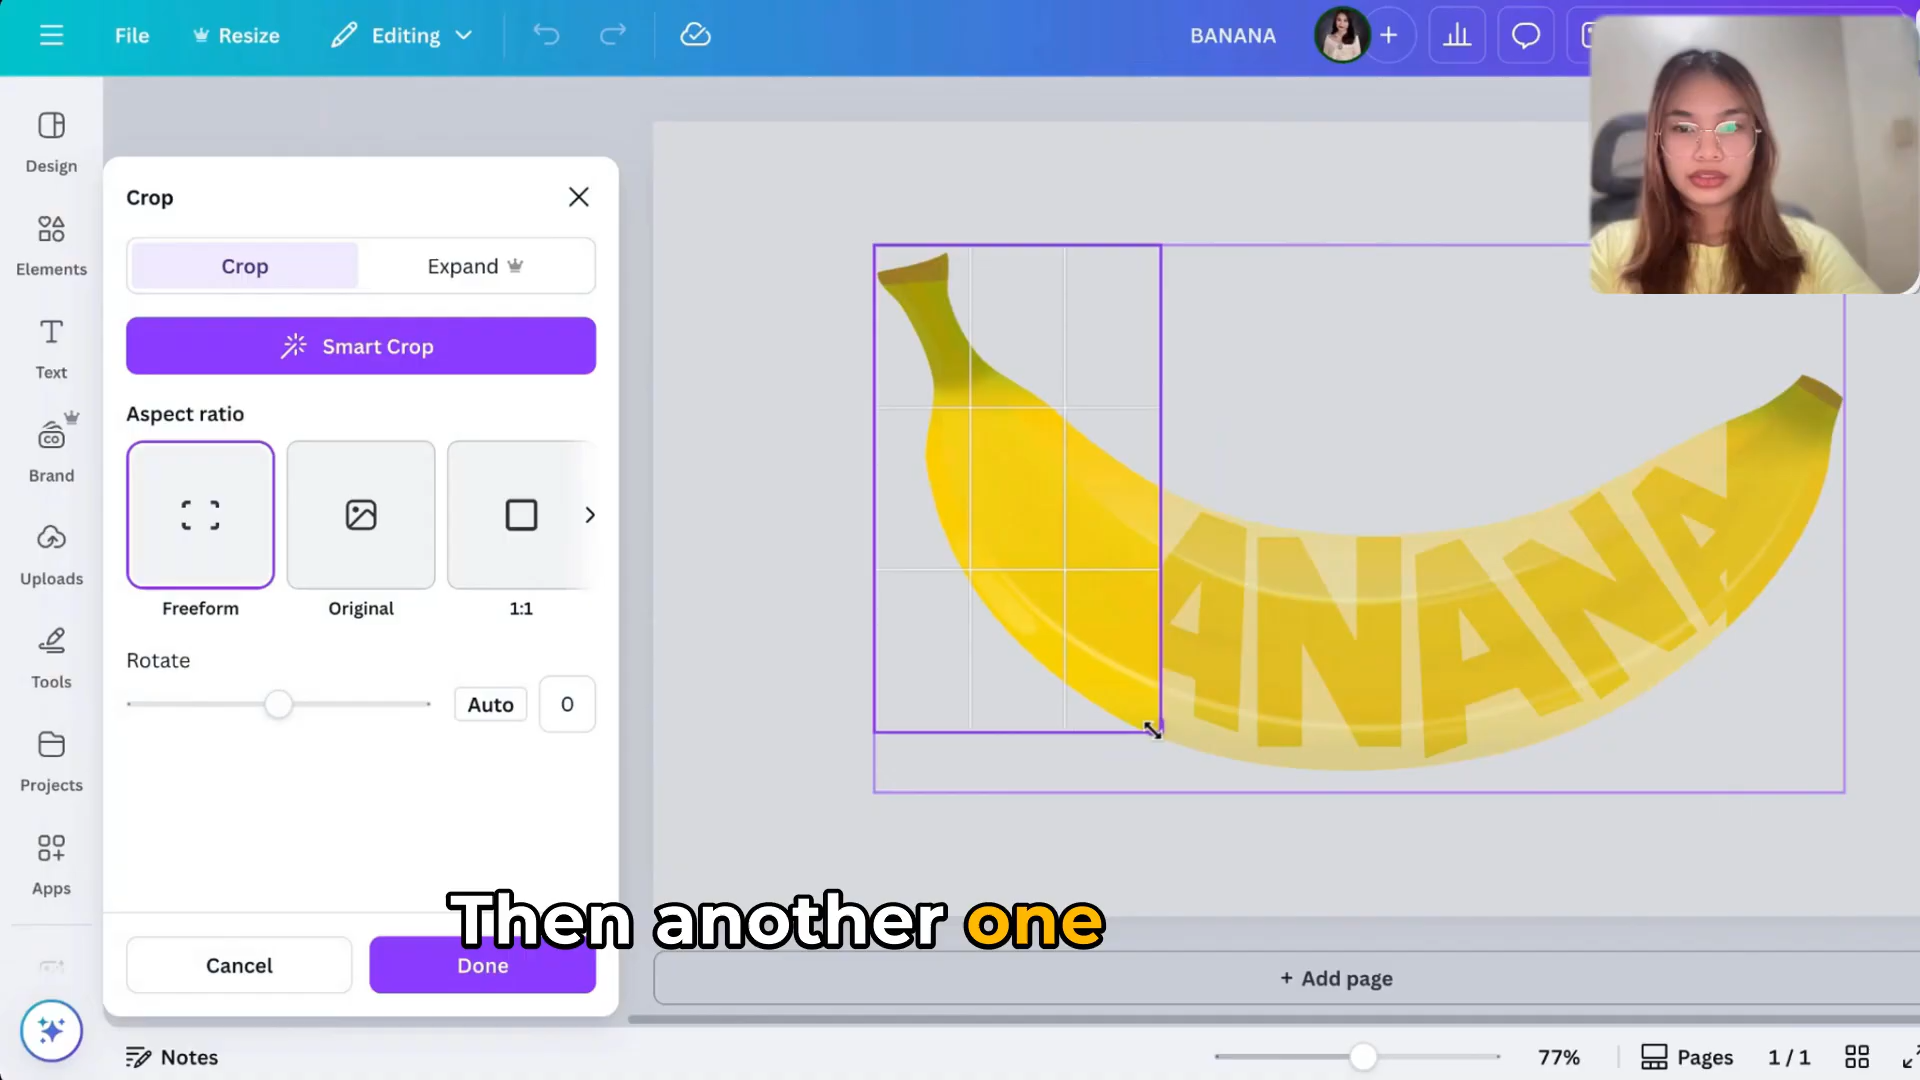 File
Resize
Editing
BANANA
Design
Elements
Text
Brand
Uploads
Tools
Projects
Apps
Crop
Crop
Expand
Smart Crop
Aspect ratio
Freeform
Original
1:1
Rotate
Auto
0
Cancel
Done
ANANA
Then another one
+ Add page
Notes
77%
Pages
1 / 1